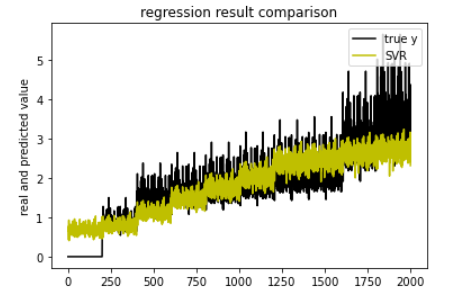 regression result comparison
real and predicted value
5
4
3
2
1
0
true y
SVR
0 250 500 750 1000 1250 1500 1750 2000